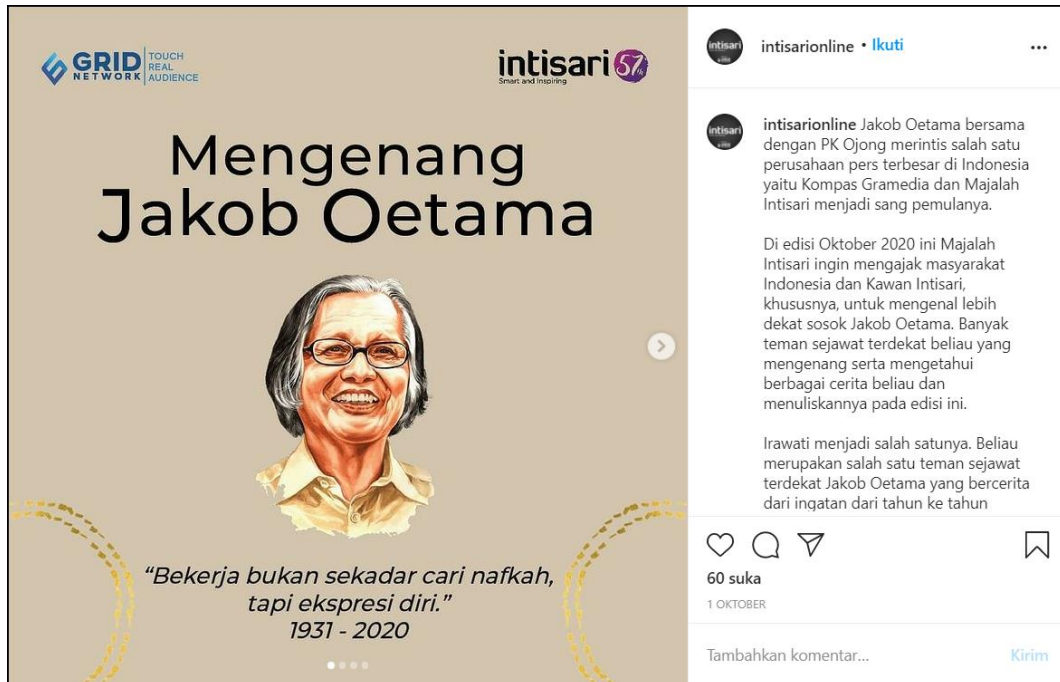 GRID NETWORK
TOUCH
REAL
AUDIENCE
intisari 57th
Smart and Inspiring
Mengenang
Jakob Oetama
“Bekerja bukan sekadar cari nafkah,
tapi ekspresi diri.”
1931 - 2020
intisari
intisarionline • Ikuti
intisari
intisarionline Jakob Oetama bersama
dengan PK Ojong merintis salah satu
perusahaan pers terbesar di Indonesia
yaitu Kompas Gramedia dan Majalah
Intisari menjadi sang pemulanya.
Di edisi Oktober 2020 ini Majalah
Intisari ingin mengajak masyarakat
Indonesia dan Kawan Intisari,
khususnya, untuk mengenal lebih
dekat sosok Jakob Oetama. Banyak
teman sejawat terdekat beliau yang
mengenang serta mengetahui
berbagai cerita beliau dan
menuliskannya pada edisi ini.
Irawati menjadi salah satunya. Beliau
merupakan salah satu teman sejawat
terdekat Jakob Oetama yang bercerita
dari ingatan dari tahun ke tahun
60 suka
1 OKTOBER
Tambahkan komentar...
Kirim